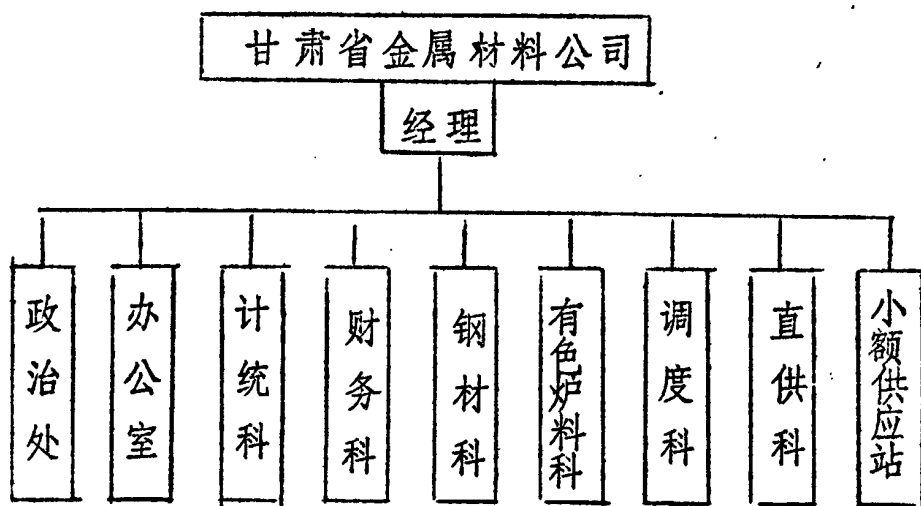 甘肃省金属材料公司
经理
政治处
办公室
计统科
财务科
钢材科
有色炉料科
调度科
直供科
小额供应站